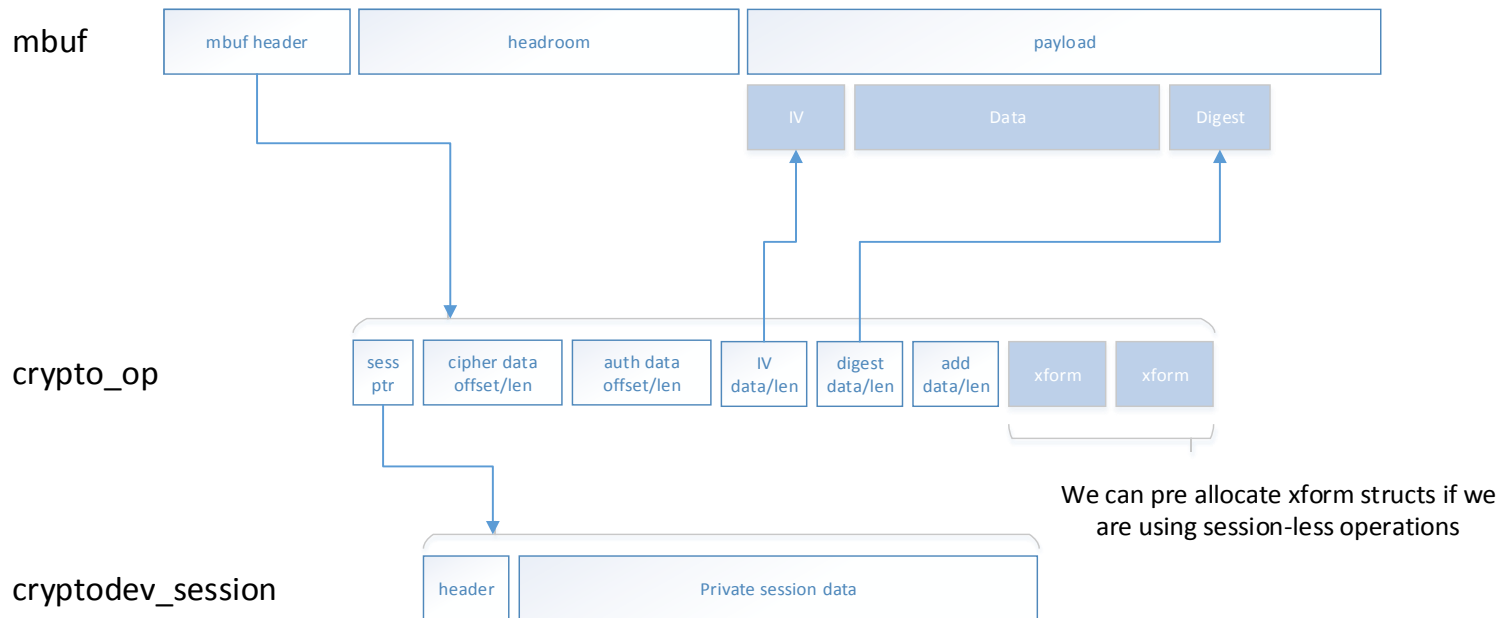 mbuf
mbuf header
headroom
payload
IV
Data
Digest
crypto_op
sess
ptr
cipher data
offset/len
auth data
offset/len
IV
data/len
digest
data/len
add
data/len
xform
xform
We can pre allocate xform structs if we
are using session-less operations
cryptodev_session
header
Private session data